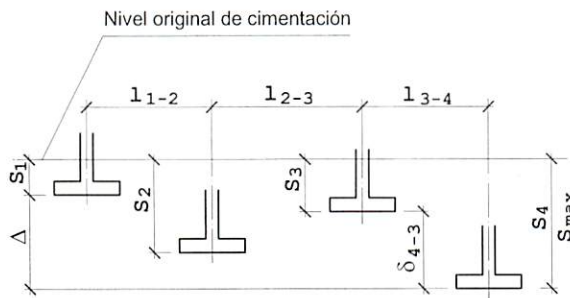 Nivel original de cimentación
l1-2
l2-3
l3-4
S1
S2
S3
S4
Smax
Δ
δ4-3